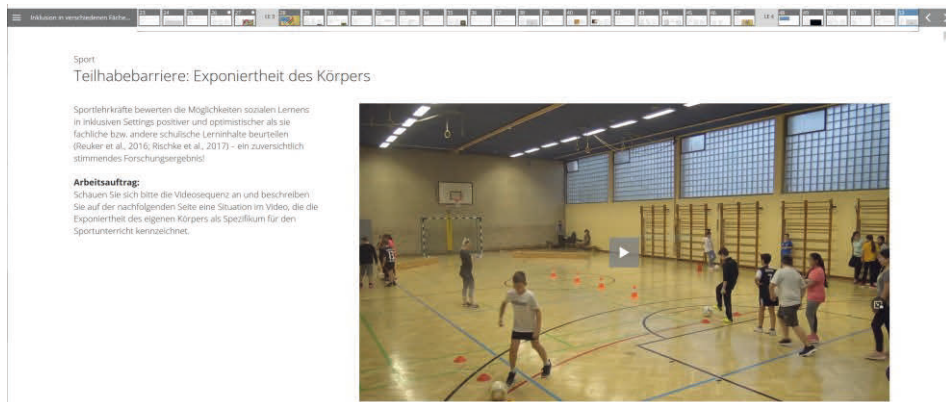 Inklusion in verschiedenen Fäche...
Sport
Teilhabebarriere: Exponiertheit des Körpers
Sportlehrkräfte bewerten die Möglichkeiten sozialen Lernens
in inklusiven Settings positiver und optimistischer als sie
fachliche bzw. andere schulische Lerninhalte beurteilen
(Reuker et al., 2016; Rischke et al., 2017) – ein zuversichtlich
stimmendes Forschungsergebnis!
Arbeitsauftrag:
Schauen Sie sich bitte die Videosequenz an und beschreiben
Sie auf der nachfolgenden Seite eine Situation im Video, die die
Exponiertheit des eigenen Körpers als Spezifikum für den
Sportunterricht kennzeichnet.